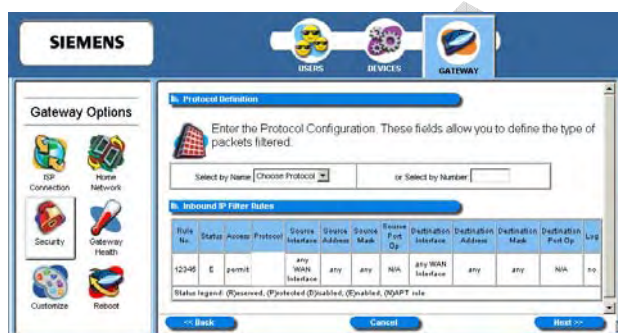 SIEMENS
USERS
DEVICES
GATEWAY
Gateway Options
ISP Connection
Home Network
Security
Gateway Health
Customize
Reboot
Protocol Definition
Enter the Protocol Configuration. These fields allow you to define the type of
packets filtered.
Select by Name Choose Protocol or Select by Number
Inbound IP Filter Rules
Rule No. Status Access Protocol Source Interface Source Address Source Mask Source Port Op Destination Interface Destination Address Destination Mask Destination Port Op Log
12345 E permit any WAN Interface any any N/A any WAN Interface any any N/A no
Status legend: (R)eserved, (P)rotected (D)isabled, (E)nabled, (N)APT rule
<< Back
Cancel
Next >>